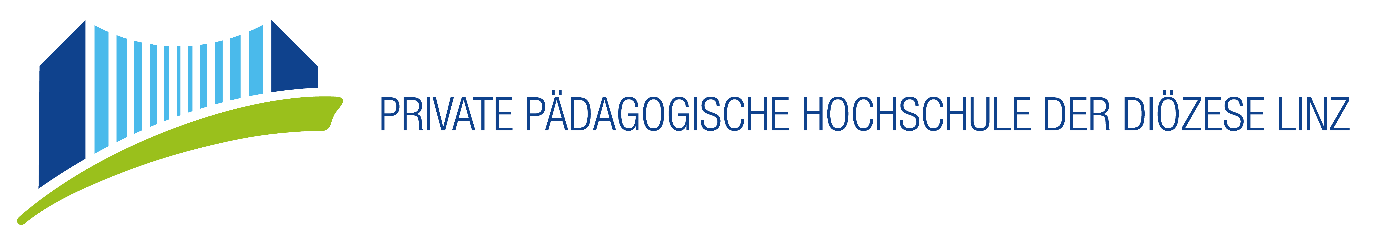 PRIVATE PÄDAGOGISCHE HOCHSCHULE DER DIÖZESE LINZ